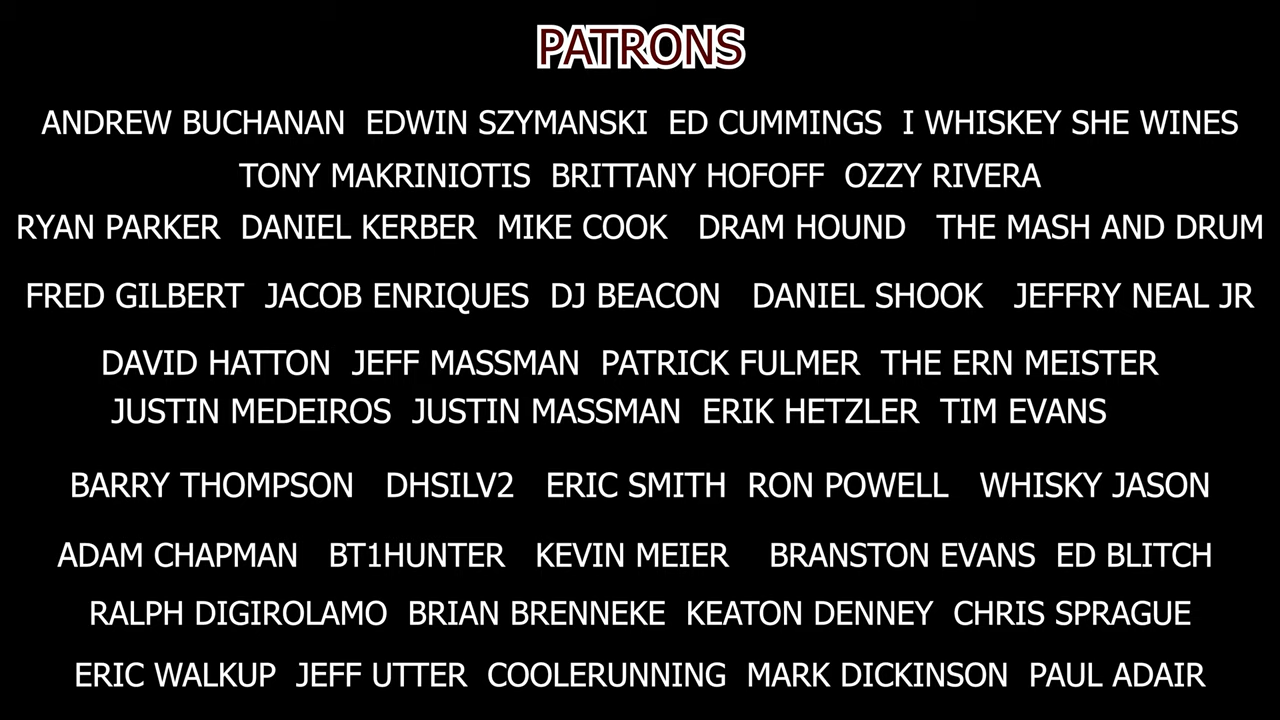 PATRONS
ANDREW BUCHANAN EDWIN SZYMANSKI ED CUMMINGS I WHISKEY SHE WINES
TONY MAKRINIOTIS BRITTANY HOFOFF OZZY RIVERA
RYAN PARKER DANIEL KERBER MIKE COOK DRAM HOUND THE MASH AND DRUM
FRED GILBERT JACOB ENRIQUES DJ BEACON DANIEL SHOOK JEFFRY NEAL JR
DAVID HATTON JEFF MASSMAN PATRICK FULMER THE ERN MEISTER
JUSTIN MEDEIROS JUSTIN MASSMAN ERIK HETZLER TIM EVANS
BARRY THOMPSON DHSILV2 ERIC SMITH RON POWELL WHISKY JASON
ADAM CHAPMAN BT1HUNTER KEVIN MEIER BRANSTON EVANS ED BLITCH
RALPH DIGIROLAMO BRIAN BRENNEKE KEATON DENNEY CHRIS SPRAGUE
ERIC WALKUP JEFF UTTER COOLERUNNING MARK DICKINSON PAUL ADAIR